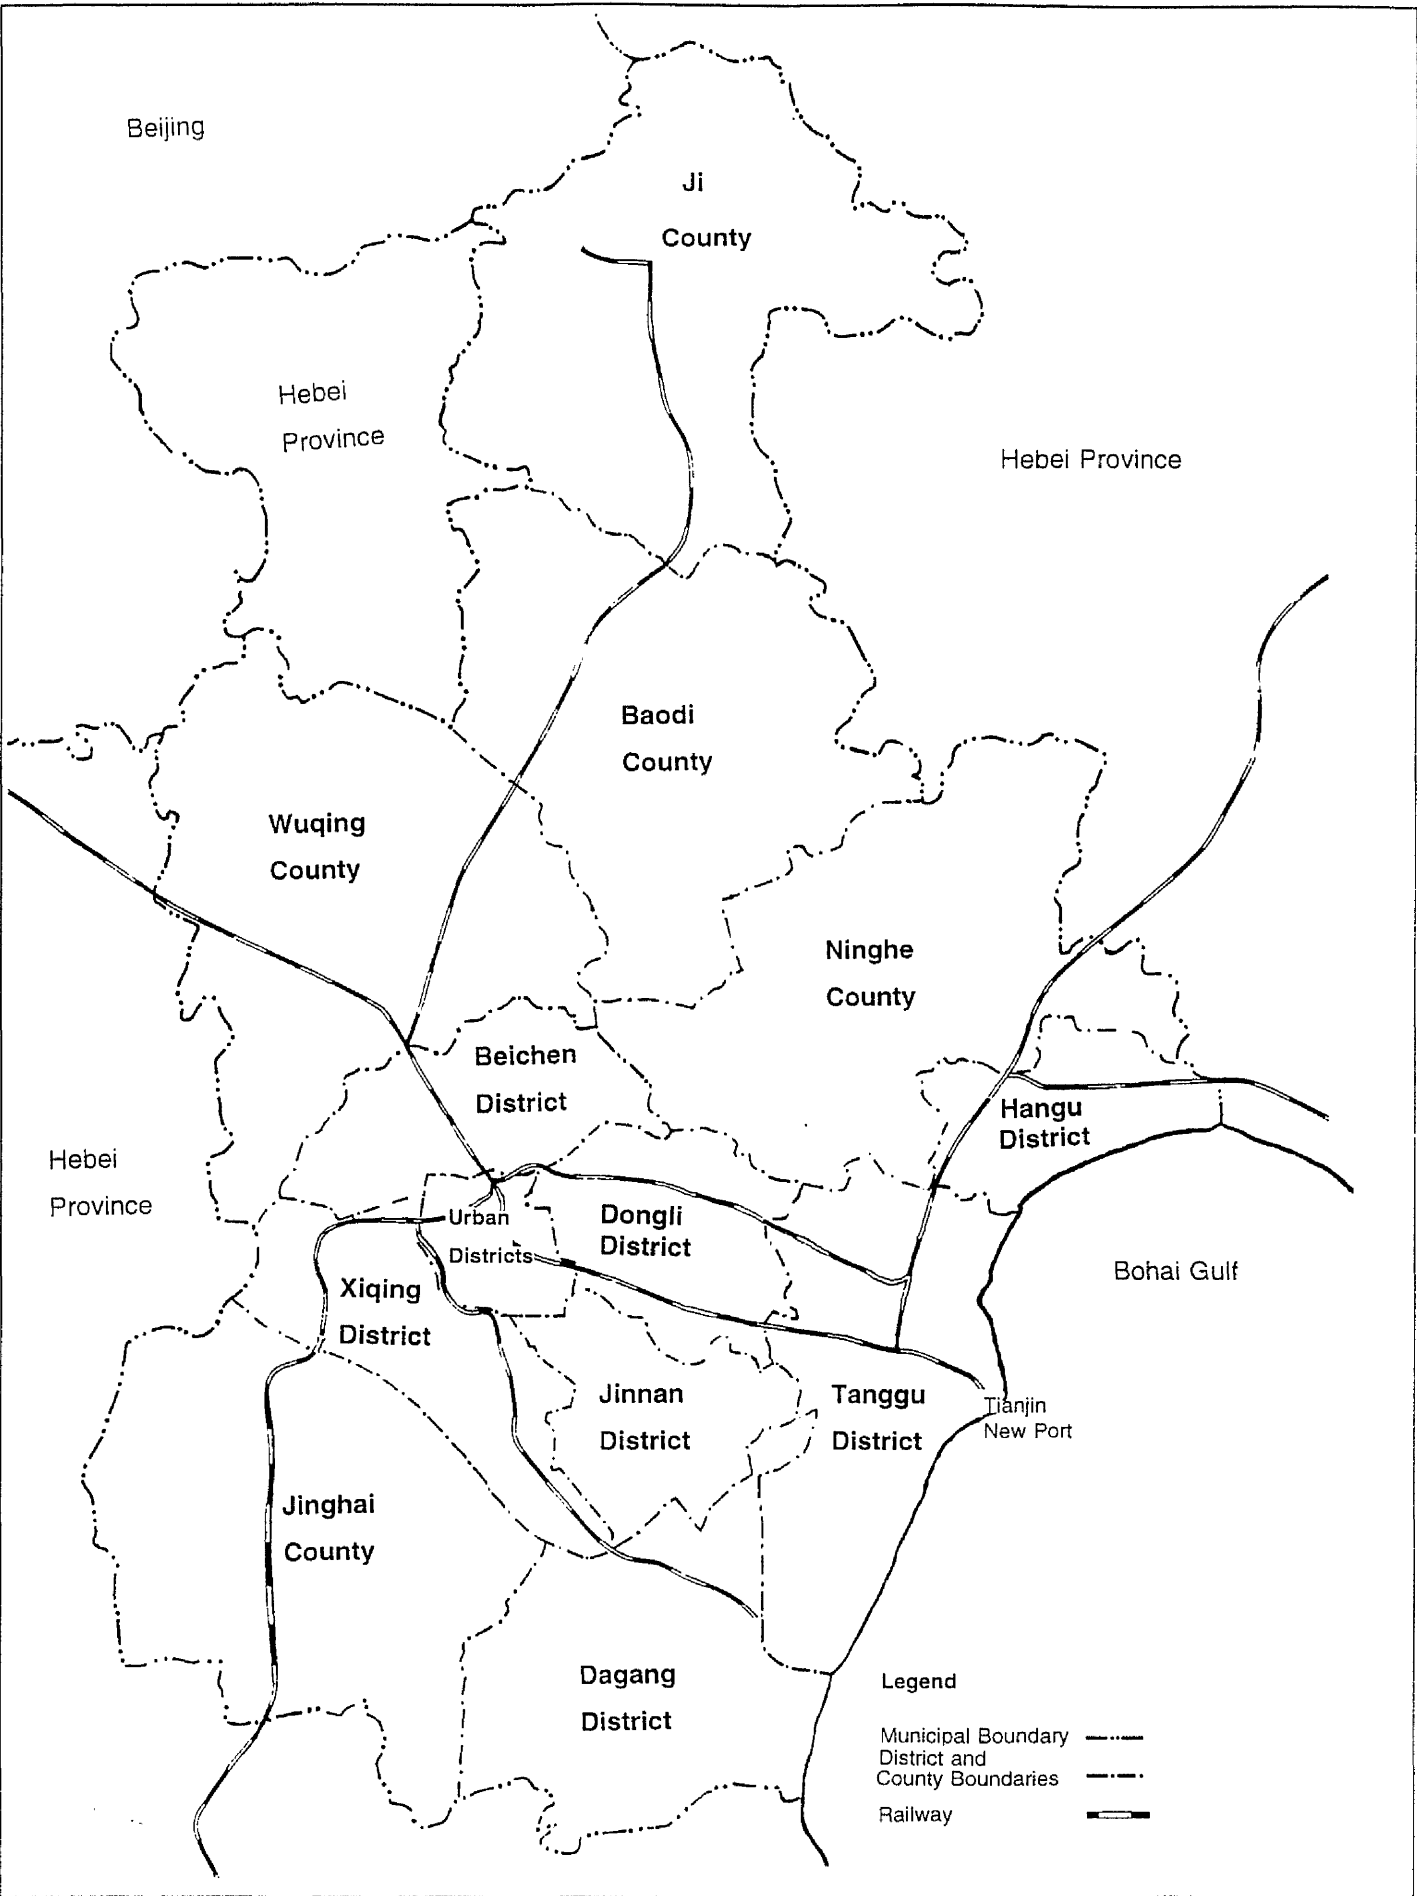 Beijing
Ji
County
Hebei
Province
Hebei Province
Baodi
County
Wuqing
County
Ninghe
County
Beichen
District
Hangu
District
Hebei
Province
Urban
Districts
Dongli
District
Bohai Gulf
Xiqing
District
Jinnan
District
Tanggu
District
Tianjin
New Port
Jinghai
County
Dagang
District
Legend
Municipal Boundary
District and
County Boundaries
Railway